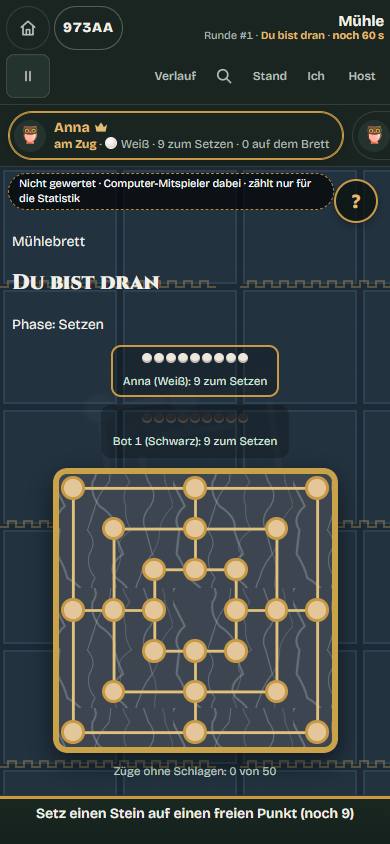 973AA
Mühle
Runde #1 · Du bist dran · noch 60 s
Verlauf
Stand
Ich
Host
Anna
am Zug · Weiß · 9 zum Setzen · 0 auf dem Brett
Nicht gewertet · Computer-Mitspieler dabei · zählt nur für
die Statistik
?
Mühlebrett
Du bist dran
Phase: Setzen
Anna (Weiß): 9 zum Setzen
Bot 1 (Schwarz): 9 zum Setzen
Züge ohne Schlagen: 0 von 50
Setz einen Stein auf einen freien Punkt (noch 9)